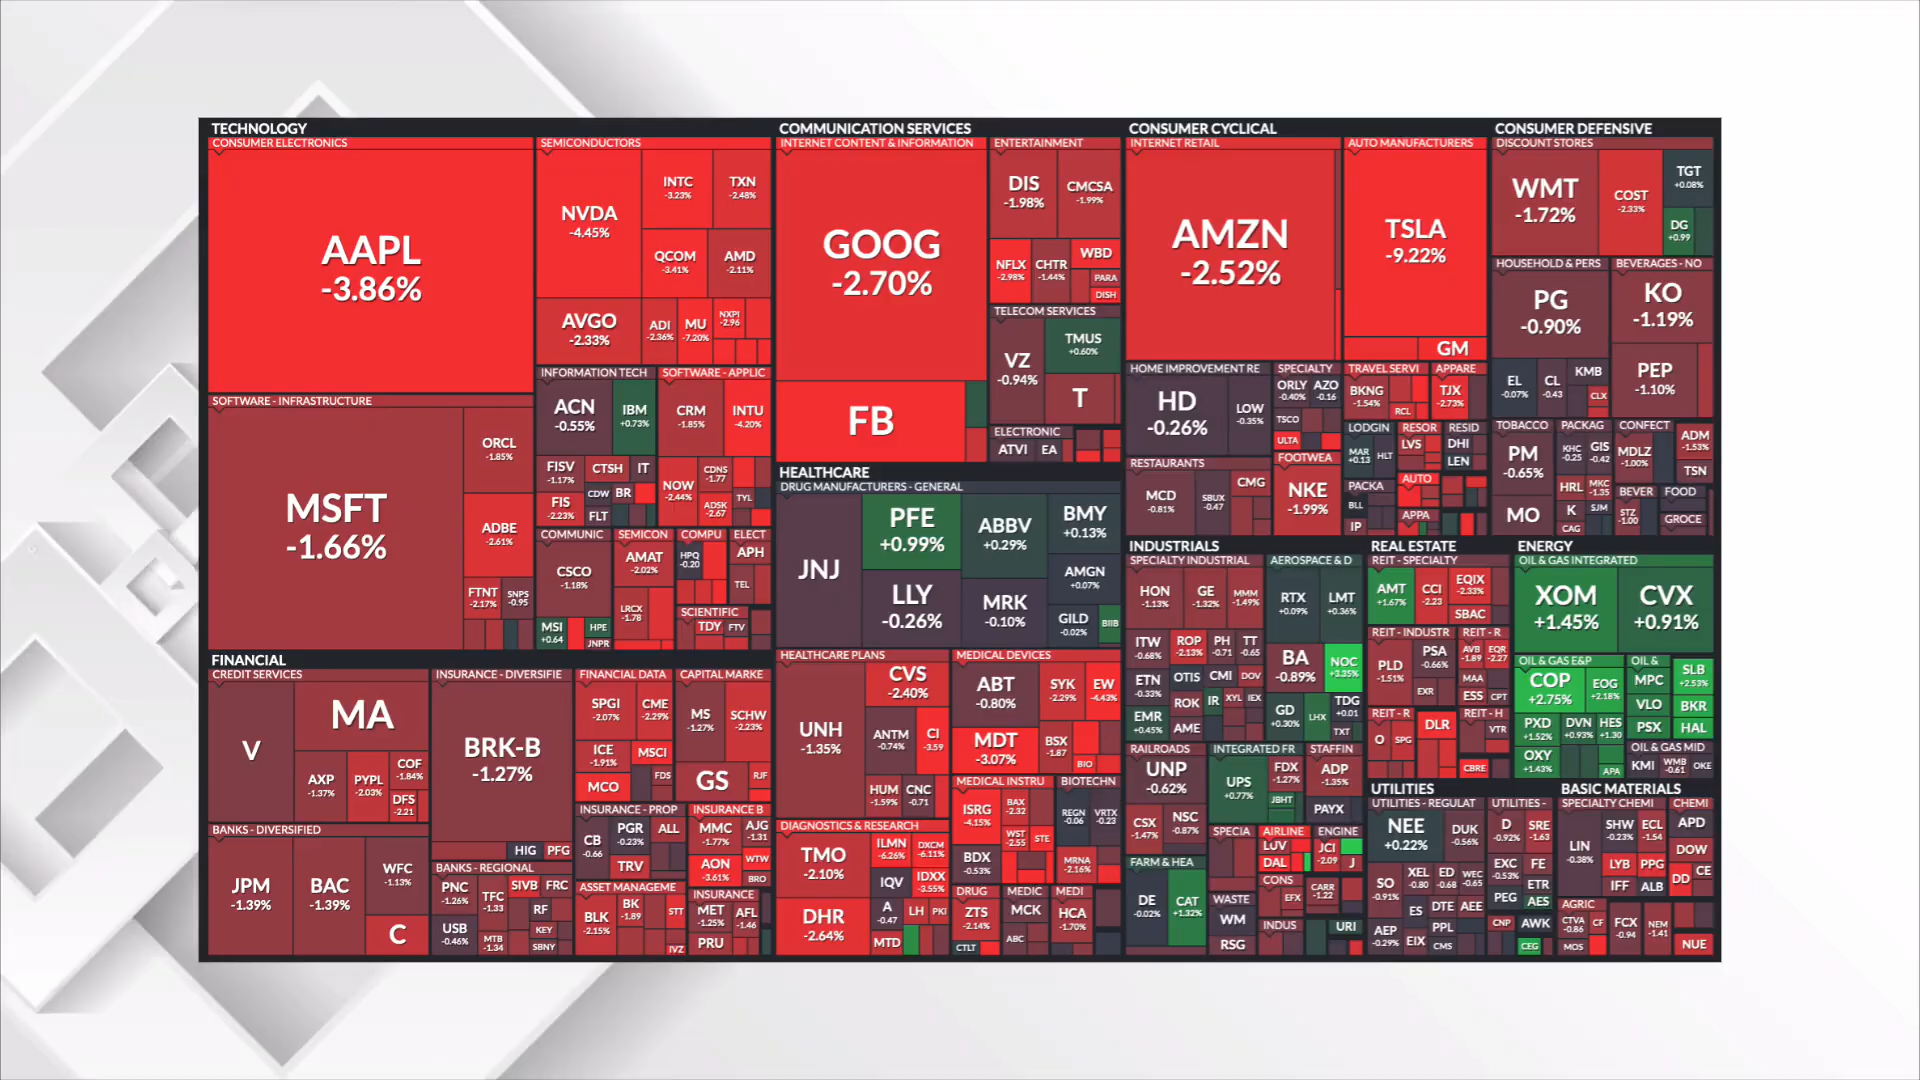 TECHNOLOGY
CONSUMER ELECTRONICS
AAPL
-3.86%
SOFTWARE - INFRASTRUCTURE
MSFT
-1.66%
ORCL
-1.85%
ADBE
-2.61%
FTNT
-2.17%
SNPS
-0.95
SEMICONDUCTORS
NVDA
-4.45%
INTC
-3.23%
TXN
-2.48%
QCOM
-3.41%
AMD
-2.11%
AVGO
-2.33%
ADI
-2.36%
MU
-7.20%
NXPI
-2.96
INFORMATION TECH
ACN
-0.55%
IBM
+0.73%
FISV
-1.17%
CTSH
IT
FIS
-2.23%
CDW
BR
FLT
SOFTWARE - APPLIC
CRM
-1.85%
INTU
-4.20%
NOW
-2.44%
CDNS
-1.77
ADSK
-2.67
TYL
COMMUNIC
CSCO
-1.18%
MSI
+0.64
HPE
JNPR
SEMICON
AMAT
-2.02%
LRCX
-1.78
COMPU
HPQ
-0.20
ELECT
APH
TEL
SCIENTIFIC
TDY
FTV
COMMUNICATION SERVICES
INTERNET CONTENT & INFORMATION
GOOG
-2.70%
FB
ENTERTAINMENT
DIS
-1.98%
CMCSA
-1.99%
NFLX
-2.98%
CHTR
-1.44%
WBD
PARA
DISH
TELECOM SERVICES
VZ
-0.94%
TMUS
+0.60%
T
ELECTRONIC
ATVI
EA
CONSUMER CYCLICAL
INTERNET RETAIL
AMZN
-2.52%
AUTO MANUFACTURERS
TSLA
-9.22%
GM
HOME IMPROVEMENT RE
HD
-0.26%
LOW
-0.35%
SPECIALTY
ORLY
-0.40%
AZO
-0.16
TSCO
ULTA
TRAVEL SERVI
BKNG
-1.54%
RCL
APPARE
TJX
-2.73%
RESTAURANTS
MCD
-0.81%
SBUX
-0.47
CMG
FOOTWEA
NKE
-1.99%
LODGIN
MAR
+0.13
HLT
RESOR
LVS
RESID
DHI
LEN
PACKA
BLL
IP
AUTO
APPA
CONSUMER DEFENSIVE
DISCOUNT STORES
WMT
-1.72%
COST
-2.33%
TGT
+0.08%
DG
+0.99
HOUSEHOLD & PERS
PG
-0.90%
EL
-0.07%
CL
-0.43
KMB
CLX
BEVERAGES - NO
KO
-1.19%
PEP
-1.10%
TOBACCO
PM
-0.65%
MO
PACKAG
KHC
-0.25
GIS
-0.42
HRL
MKC
-1.35
K
SJM
CAG
CONFECT
MDLZ
-1.00%
ADM
-1.53%
TSN
BEVER
STZ
-1.00
FOOD
GROCE
FINANCIAL
CREDIT SERVICES
V
MA
AXP
-1.37%
PYPL
-2.03%
COF
-1.84%
DFS
-2.21
BANKS - DIVERSIFIED
JPM
-1.39%
BAC
-1.39%
WFC
-1.13%
C
INSURANCE - DIVERSIFIE
BRK-B
-1.27%
HIG
PFG
BANKS - REGIONAL
PNC
-1.26%
TFC
-1.33
SIVB
FRC
RF
USB
-0.46%
MTB
-1.34
KEY
SBNY
FINANCIAL DATA
SPGI
-2.07%
CME
-2.29%
ICE
-1.91%
MSCI
MCO
FDS
CAPITAL MARKE
MS
-1.27%
SCHW
-2.23%
GS
RJF
INSURANCE - PROP
CB
-0.66
PGR
-0.23%
ALL
TRV
INSURANCE B
MMC
-1.77%
AJG
-1.31
AON
-3.61%
WTW
BRO
ASSET MANAGEME
BLK
-2.15%
BK
-1.89
STT
IVZ
INSURANCE
MET
-1.25%
AFL
-1.46
PRU
HEALTHCARE
DRUG MANUFACTURERS - GENERAL
JNJ
PFE
+0.99%
ABBV
+0.29%
BMY
+0.13%
LLY
-0.26%
MRK
-0.10%
AMGN
+0.07%
GILD
-0.02%
BIIB
HEALTHCARE PLANS
UNH
-1.35%
CVS
-2.40%
ANTM
-0.74%
CI
-3.59
HUM
-1.59%
CNC
-0.71
MEDICAL DEVICES
ABT
-0.80%
SYK
-2.29%
EW
-4.43%
MDT
-3.07%
BSX
-1.87
BIO
DIAGNOSTICS & RESEARCH
TMO
-2.10%
ILMN
-6.26%
DXCM
-6.11%
IQV
IDXX
-3.55%
DHR
-2.64%
A
-0.47
LH
PKI
MTD
MEDICAL INSTRU
ISRG
-4.15%
BAX
-2.32
WST
-2.55
STE
BDX
-0.53%
BIOTECHN
REGN
-0.06
VRTX
-0.23
MRNA
-2.16%
DRUG
ZTS
-2.14%
CTLT
MEDIC
MCK
ABC
MEDI
HCA
-1.70%
INDUSTRIALS
SPECIALTY INDUSTRIAL
HON
-1.13%
GE
-1.32%
MMM
-1.49%
ITW
-0.68%
ROP
-2.13%
PH
-0.71
TT
-0.65
ETN
-0.33%
OTIS
CMI
DOV
ROK
IR
XYL
IEX
EMR
+0.45%
AME
AEROSPACE & D
RTX
+0.09%
LMT
+0.36%
BA
-0.89%
NOC
+3.35%
GD
+0.30%
LHX
TDG
+0.01
TXT
RAILROADS
UNP
-0.62%
CSX
-1.47%
NSC
-0.87%
INTEGRATED FR
UPS
+0.77%
FDX
-1.27%
JBHT
STAFFIN
ADP
-1.35%
PAYX
SPECIA
AIRLINE
LUV
DAL
ENGINE
JCI
-2.09
J
FARM & HEA
DE
-0.02%
CAT
+1.32%
WASTE
WM
RSG
CONS
EFX
CARR
-1.22
INDUS
URI
REAL ESTATE
REIT - SPECIALTY
AMT
+1.67%
CCI
-2.23
EQIX
-2.33%
SBAC
REIT - INDUSTR
PLD
-1.51%
PSA
-0.66%
EXR
REIT - R
AVB
-1.89
EQR
-2.27
MAA
ESS
CPT
REIT - R
O
SPG
DLR
REIT - H
VTR
CBRE
ENERGY
OIL & GAS INTEGRATED
XOM
+1.45%
CVX
+0.91%
OIL & GAS E&P
COP
+2.75%
EOG
+2.18%
PXD
+1.52%
DVN
+0.93%
HES
+1.30
OXY
+1.43%
APA
OIL &
MPC
VLO
PSX
SLB
+2.53%
BKR
HAL
OIL & GAS MID
KMI
WMB
-0.61
OKE
UTILITIES
UTILITIES - REGULAT
NEE
+0.22%
DUK
-0.56%
SO
-0.91%
XEL
-0.80
ED
-0.68
WEC
-0.65
ES
DTE
AEE
AEP
-0.29%
PPL
EIX
CMS
UTILITIES -
D
-0.92%
SRE
-1.63
EXC
-0.53%
FE
PEG
ETR
AES
CNP
AWK
CEG
BASIC MATERIALS
SPECIALTY CHEMI
LIN
-0.38%
SHW
-0.23%
ECL
-1.54
LYB
PPG
IFF
ALB
CHEMI
APD
DOW
DD
CE
AGRIC
CTVA
-0.86
CF
MOS
FCX
-0.94
NEM
-1.41
NUE